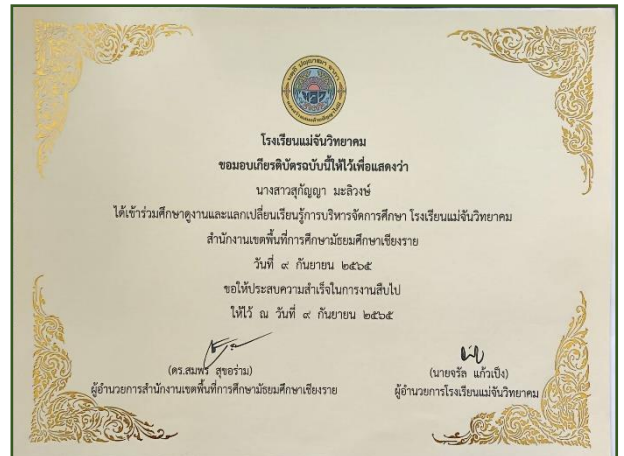 โรงเรียนแม่จันวิทยาคม
ขอมอบเกียรติบัตรฉบับนี้ให้ไว้เพื่อแสดงว่า
นางสาวสุกัญญา มะลิวงษ์
ได้เข้าร่วมศึกษาดูงานและแลกเปลี่ยนเรียนรู้การบริหารจัดการศึกษา โรงเรียนแม่จันวิทยาคม
สำนักงานเขตพื้นที่การศึกษามัธยมศึกษาเชียงราย
วันที่ ๙ กันยายน ๒๕๖๕
ขอให้ประสบความสำเร็จในการงานสืบไป
ให้ไว้ ณ วันที่ ๙ กันยายน ๒๕๖๕
(ดร.สมพร สุขอร่าม)
ผู้อำนวยการสำนักงานเขตพื้นที่การศึกษามัธยมศึกษาเชียงราย
(นายจรัล แก้วเป็ง)
ผู้อำนวยการโรงเรียนแม่จันวิทยาคม